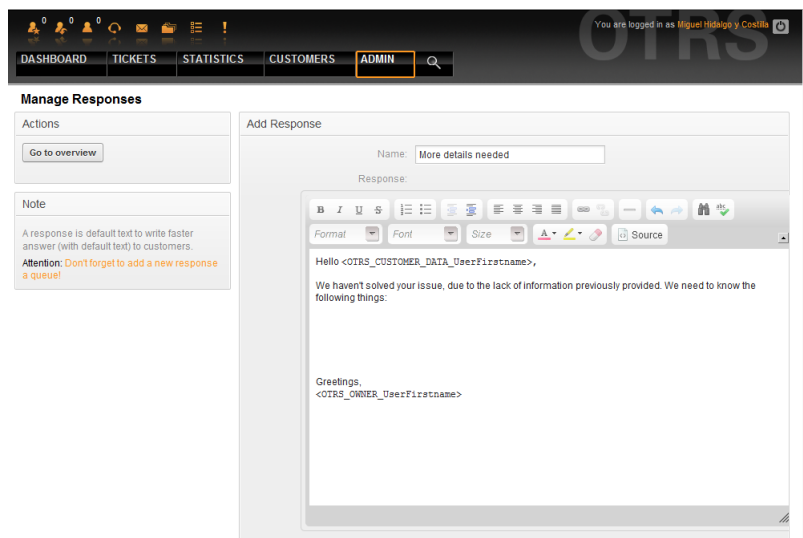 0 0 0
You are logged in as Miguel Hidalgo y Costilla
OTRS
DASHBOARD TICKETS STATISTICS CUSTOMERS ADMIN
Manage Responses
Actions
Go to overview
Note
A response is default text to write faster
answer (with default text) to customers.
Attention: Don't forget to add a new response
a queue!
Add Response
Name: More details needed
Response:
B I U S abc
Format Font Size A Source
Hello <OTRS_CUSTOMER_DATA_UserFirstname>,
We haven't solved your issue, due to the lack of information previously provided. We need to know the
following things:
Greetings,
<OTRS_OWNER_UserFirstname>